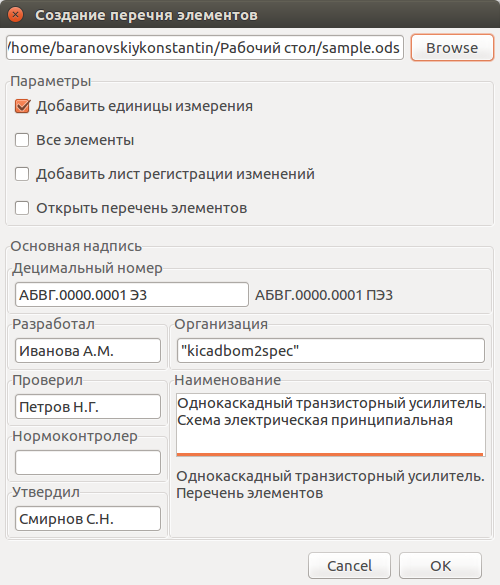 Создание перечня элементов
/home/baranovskiykonstantin/Рабочий стол/sample.ods
Browse
Параметры
Добавить единицы измерения
Все элементы
Добавить лист регистрации изменений
Открыть перечень элементов
Основная надпись
Децимальный номер
АБВГ.0000.0001 Э3
АБВГ.0000.0001 ПЭ3
Разработал
Иванова А.М.
Организация
"kicadbom2spec"
Проверил
Петров Н.Г.
Нормоконтролер
Утвердил
Смирнов С.Н.
Наименование
Однокаскадный транзисторный усилитель.
Схема электрическая принципиальная
Однокаскадный транзисторный усилитель.
Перечень элементов
Cancel
OK